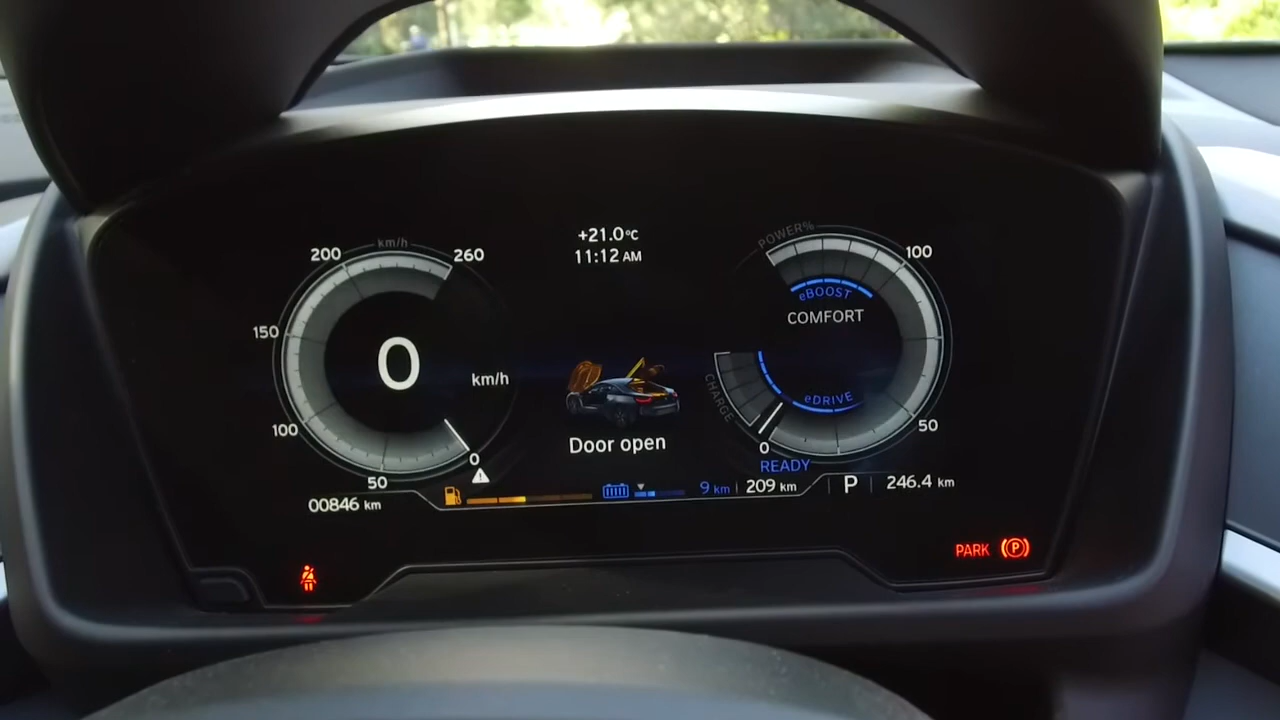 +21.0°C
11:12 AM
km/h
200
260
150
100
50
0
0
km/h
POWER%
100
eBOOST
COMFORT
CHARGE
eDRIVE
50
0
READY
Door open
00846 km
9 km
209 km
P
246.4 km
PARK
P